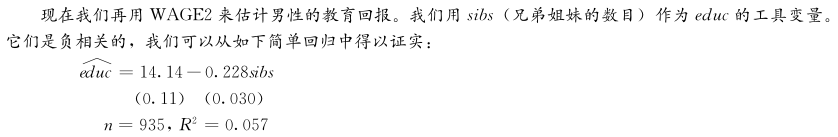 现在我们再用 WAGE2 来估计男性的教育回报。我们用 sibs（兄弟姐妹的数目）作为 educ 的工具变量。
它们是负相关的，我们可以从如下简单回归中得以证实：
\widehat{educ} = 14.14 − 0.228sibs
(0.11) (0.030)
n = 935, R² = 0.057